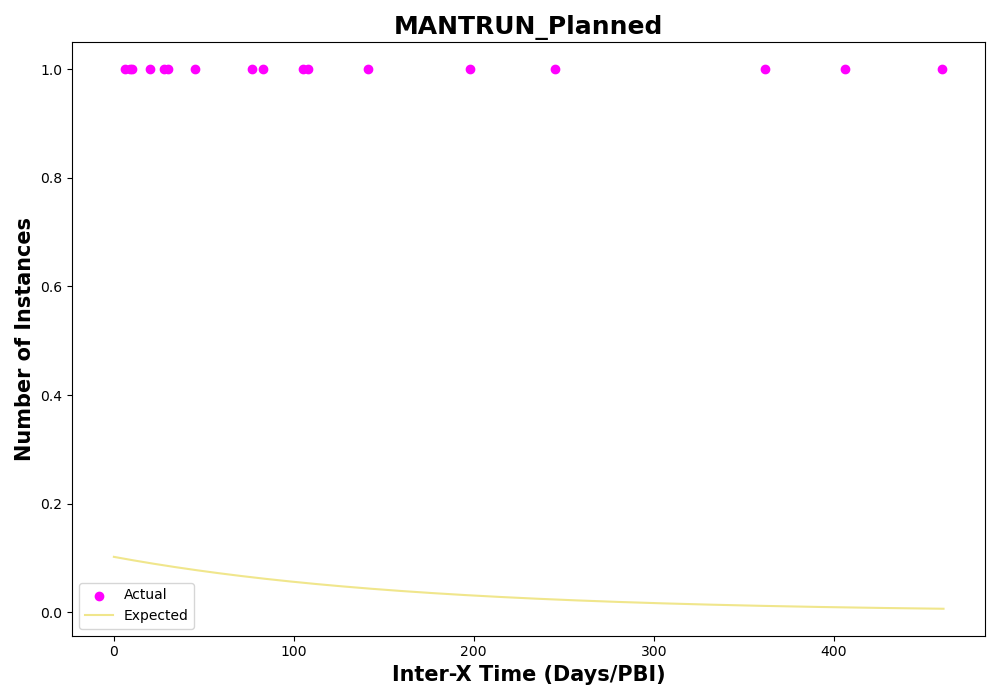 MANTRUN_Planned
Number of Instances
1.0
0.8
0.6
0.4
0.2
0.0
Actual
Expected
0 100 200 300 400
Inter-X Time (Days/PBI)